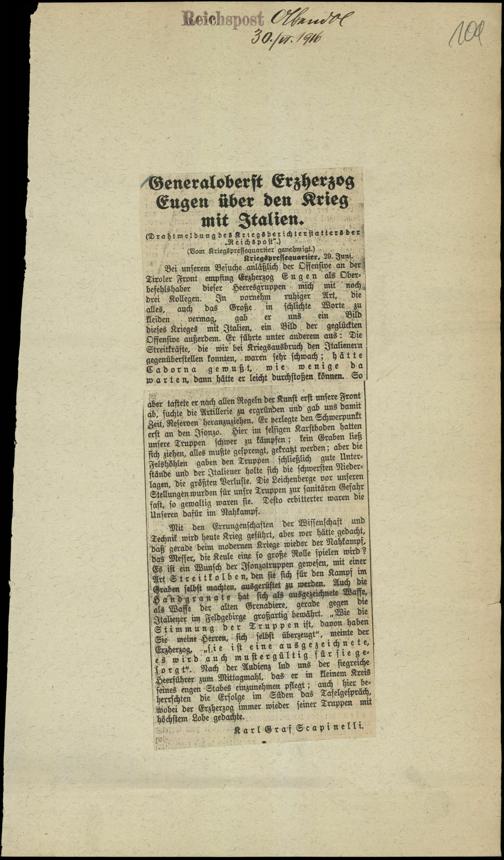 Reichspost
30./VI. 1916
104
Generaloberst Erzherzog
Eugen über den Krieg
mit Italien.
(Drahtmeldung des Kriegsberichterstatters der
„Reichspost“.)
(Vom Kriegspressequartier genehmigt.)
Kriegspressequartier, 29. Juni.
Bei unserem Besuche anläßlich der Offensive an der
Tiroler Front empfing Erzherzog Eugen als Ober-
befehlshaber dieser Heeresgruppen mich mit noch
drei Kollegen. In vornehm ruhiger Art, die
alles, auch das Große in schlichte Worte zu
kleiden vermag, gab er uns ein Bild
dieses Krieges mit Italien, ein Bild der geglückten
Offensive außerdem. Er führte unter anderem aus: Die
Streitkräfte, die wir bei Kriegsausbruch den Italienern
gegenüberstellen konnten, waren sehr schwach; hätte
Cadorna gewußt, wie wenige da
warten, dann hätte er leicht durchstoßen können. So
aber tastete er nach allen Regeln der Kunst erst unsere Front
ab, suchte die Artillerie zu ergründen und gab uns damit
Zeit, Reserven heranzuziehen. Er verlegte den Schwerpunkt
erst an den Isonzo. Hier im felsigen Karstboden hatten
unsere Truppen schwer zu kämpfen; kein Graben ließ
sich ziehen, alles mußte gesprengt, gekratzt werden; aber die
Felshöhlen gaben den Truppen schließlich gute Unter-
stände und der Italiener holte sich die schwersten Nieder-
lagen, die größten Verluste. Die Leichenberge vor unseren
Stellungen wurden für unsre Truppen zur sanitären Gefahr
fast, so gewaltig waren sie. Desto erbitterter waren die
Unseren dafür im Nahkampf.
Mit den Errungenschaften der Wissenschaft und
Technik wird heute Krieg geführt, aber wer hätte gedacht,
daß gerade beim modernen Kriege wieder der Nahkampf,
das Messer, die Keule eine so große Rolle spielen wird?
Es ist ein Wunsch der Isonzotruppen gewesen, mit einer
Art Streitkolben, den sie sich für den Kampf im
Graben selbst machten, ausgerüstet zu werden. Auch die
Handgranate hat sich als ausgezeichnete Waffe,
als Waffe der alten Grenadiere, gerade gegen die
Italiener im Feldgebirge großartig bewährt. „Wie die
Stimmung der Truppen ist, davon haben
Sie meine Herren, sich selbst überzeugt“, meinte der
Erzherzog, „sie ist eine ausgezeichnete,
es wird auch mustergültig für sie ge-
sorgt“. Nach der Audienz lud uns der siegreiche
Heerführer zum Mittagmahl, das er in kleinem Kreis
seines engen Stabes einzunehmen pflegt; auch hier be-
herrschten die Erfolge im Süden das Tafelgespräch,
wobei der Erzherzog immer wieder seiner Truppen mit
höchstem Lobe gedachte.
Karl Graf Scapinelli.